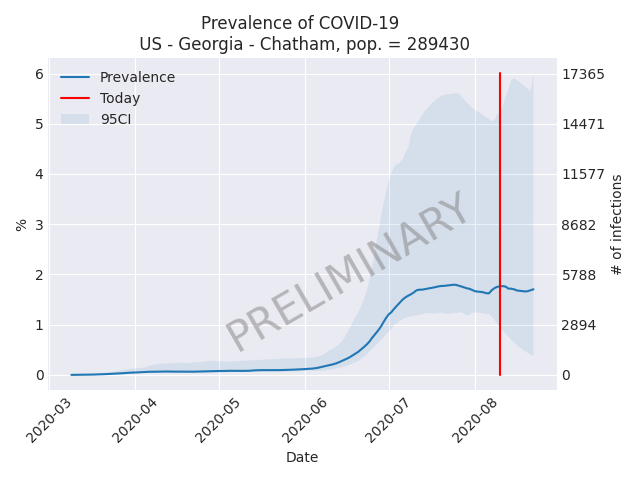 Prevalence of COVID-19
US - Georgia - Chatham, pop. = 289430
Prevalence
Today
95CI
6
5
4
3
2
1
0
%
17365
14471
11577
8682
5788
2894
0
# of infections
PRELIMINARY
2020-03
2020-04
2020-05
2020-06
2020-07
2020-08
Date